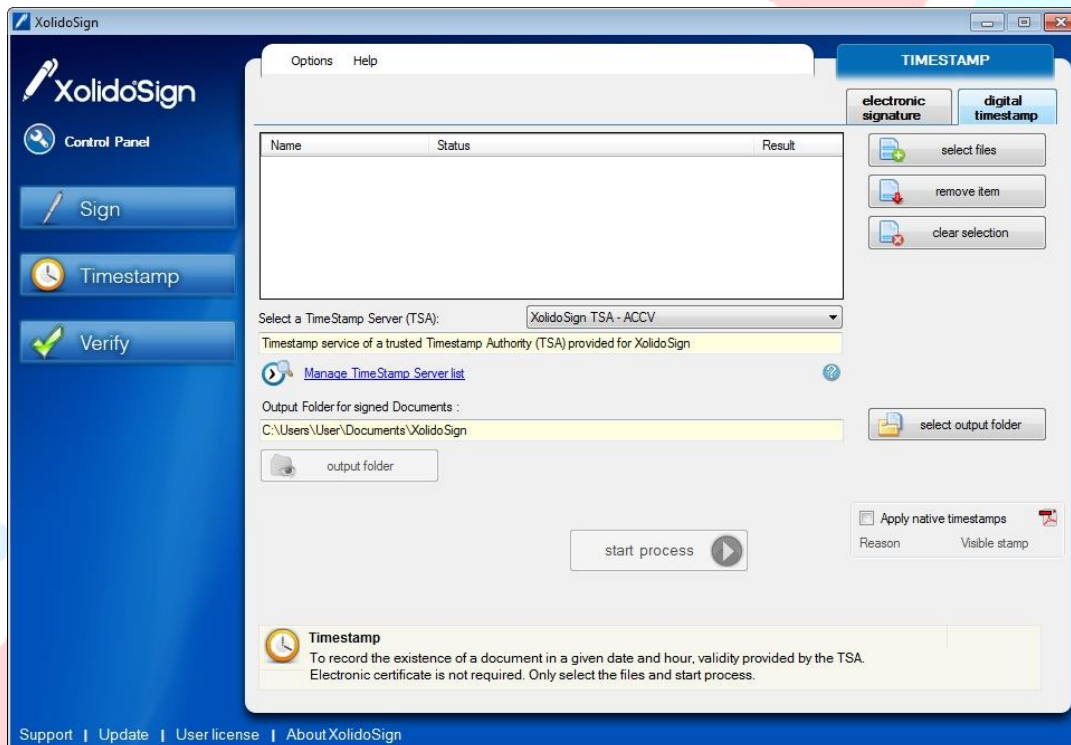 XolidoSign
XolidoSign
Control Panel
Sign
Timestamp
Verify
Options Help
TIMESTAMP
electronic signature
digital timestamp
Name Status Result
select files
remove item
clear selection
Select a TimeStamp Server (TSA): XolidoSign TSA - ACCV
Timestamp service of a trusted Timestamp Authority (TSA) provided for XolidoSign
Manage TimeStamp Server list
Output Folder for signed Documents :
C:\Users\User\Documents\XolidoSign
select output folder
output folder
Apply native timestamps
Reason Visible stamp
start process
Timestamp
To record the existence of a document in a given date and hour, validity provided by the TSA.
Electronic certificate is not required. Only select the files and start process.
Support | Update | User license | About XolidoSign